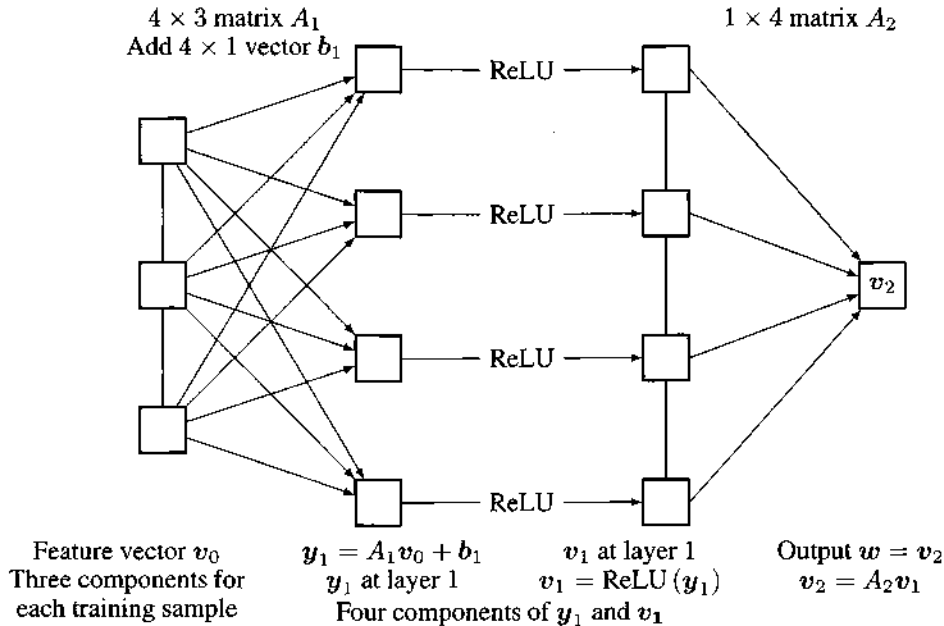 4 × 3 matrix A₁
Add 4 × 1 vector b₁
1 × 4 matrix A₂
ReLU
ReLU
v₂
ReLU
ReLU
Feature vector v₀
Three components for
each training sample
y₁ = A₁v₀ + b₁
y₁ at layer 1
Four components of y₁ and v₁
v₁ at layer 1
v₁ = ReLU (y₁)
Output w = v₂
v₂ = A₂v₁